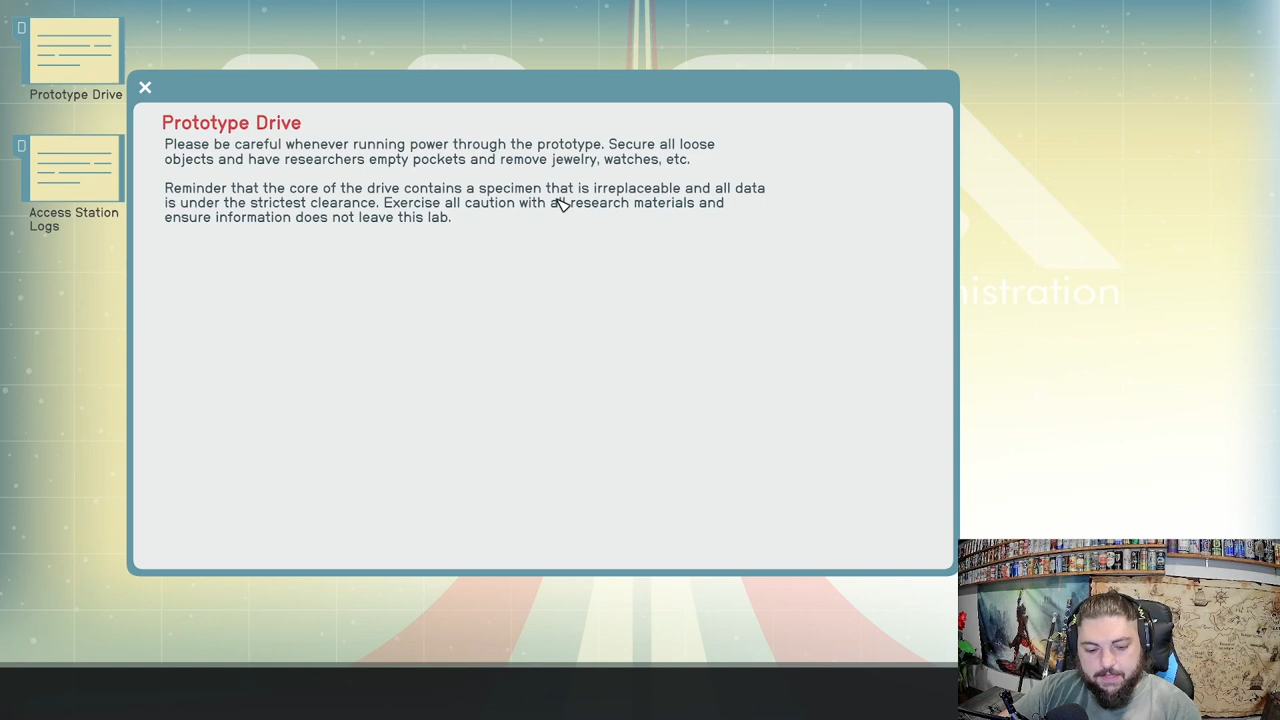 Prototype Drive
Access Station
Logs
Prototype Drive
Please be careful whenever running power through the prototype. Secure all loose
objects and have researchers empty pockets and remove jewelry, watches, etc.
Reminder that the core of the drive contains a specimen that is irreplaceable and all data
is under the strictest clearance. Exercise all caution with all research materials and
ensure information does not leave this lab.
nistration